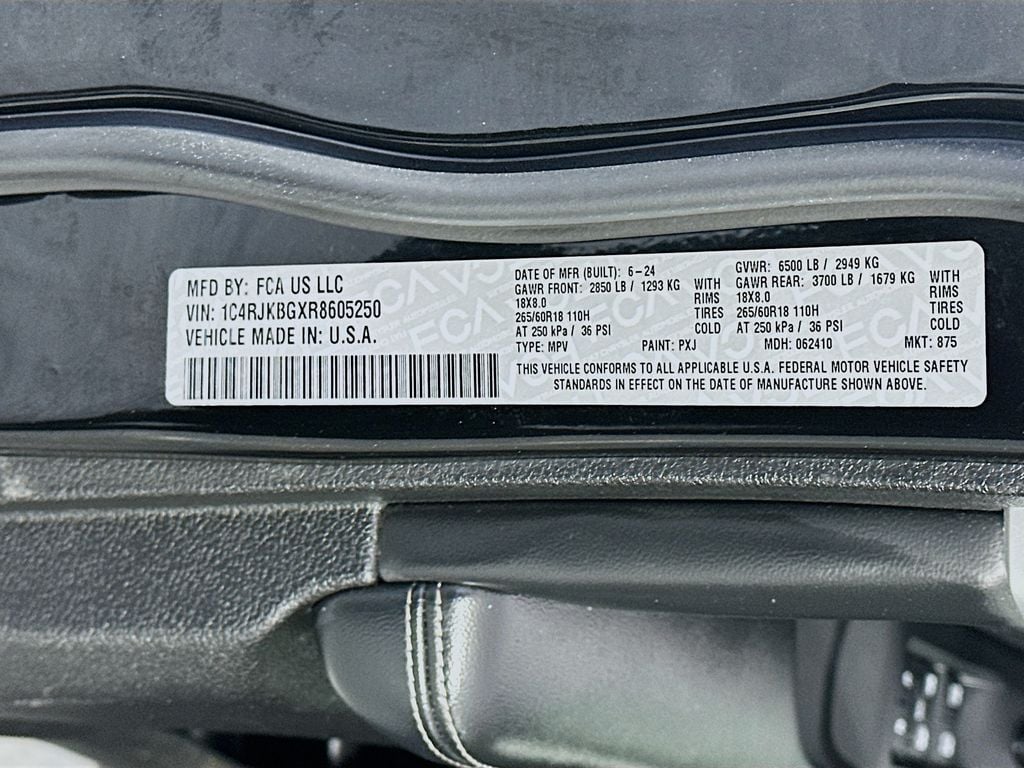 MFD BY: FCA US LLC
VIN: 1C4RJKBGXR8605250
VEHICLE MADE IN: U.S.A.
DATE OF MFR (BUILT): 6-24
GAWR FRONT: 2850 LB / 1293 KG WITH
18X8.0 RIMS
265/60R18 110H TIRES
AT 250 kPa / 36 PSI COLD
GVWR: 6500 LB / 2949 KG
GAWR REAR: 3700 LB / 1679 KG WITH
18X8.0 RIMS
265/60R18 110H TIRES
AT 250 kPa / 36 PSI COLD
TYPE: MPV PAINT: PXJ MDH: 062410 MKT: 875
THIS VEHICLE CONFORMS TO ALL APPLICABLE U.S.A. FEDERAL MOTOR VEHICLE SAFETY
STANDARDS IN EFFECT ON THE DATE OF MANUFACTURE SHOWN ABOVE.